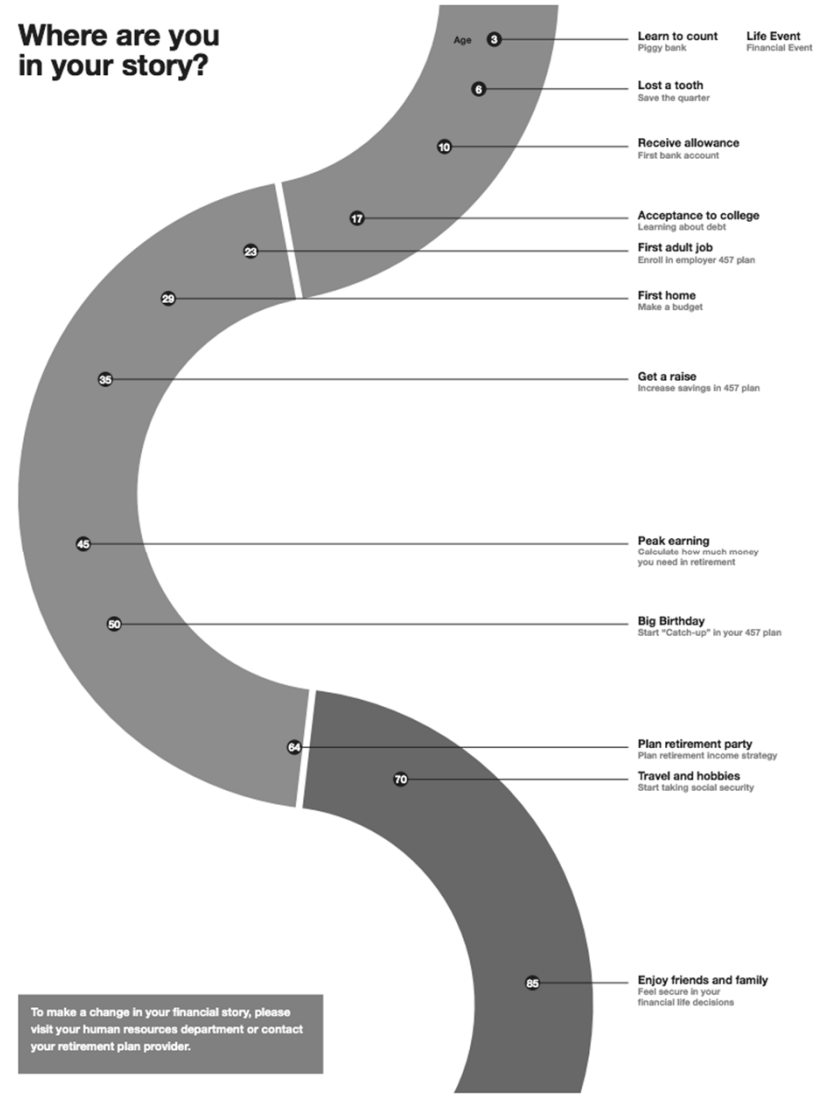 Where are you
in your story?
Age 3 Learn to count Life Event
Piggy bank Financial Event
6 Lost a tooth
Save the quarter
10 Receive allowance
First bank account
17 Acceptance to college
Learning about debt
23 First adult job
Enroll in employer 457 plan
29 First home
Make a budget
35 Get a raise
Increase savings in 457 plan
45 Peak earning
Calculate how much money
you need in retirement
50 Big Birthday
Start “Catch-up” in your 457 plan
64 Plan retirement party
Plan retirement income strategy
70 Travel and hobbies
Start taking social security
85 Enjoy friends and family
Feel secure in your
financial life decisions
To make a change in your financial story, please
visit your human resources department or contact
your retirement plan provider.